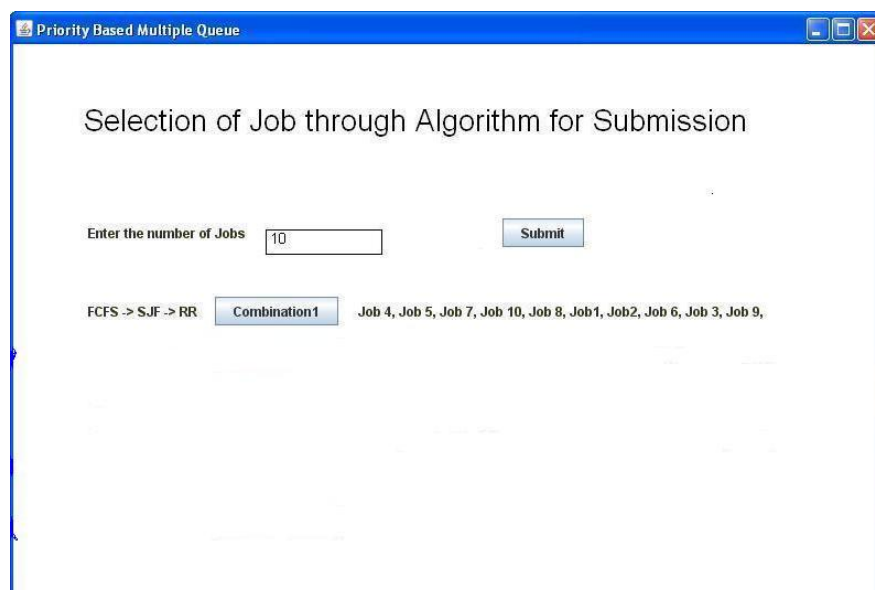 Priority Based Multiple Queue
Selection of Job through Algorithm for Submission
Enter the number of Jobs 10 Submit
FCFS -> SJF -> RR Combination1 Job 4, Job 5, Job 7, Job 10, Job 8, Job1, Job2, Job 6, Job 3, Job 9,